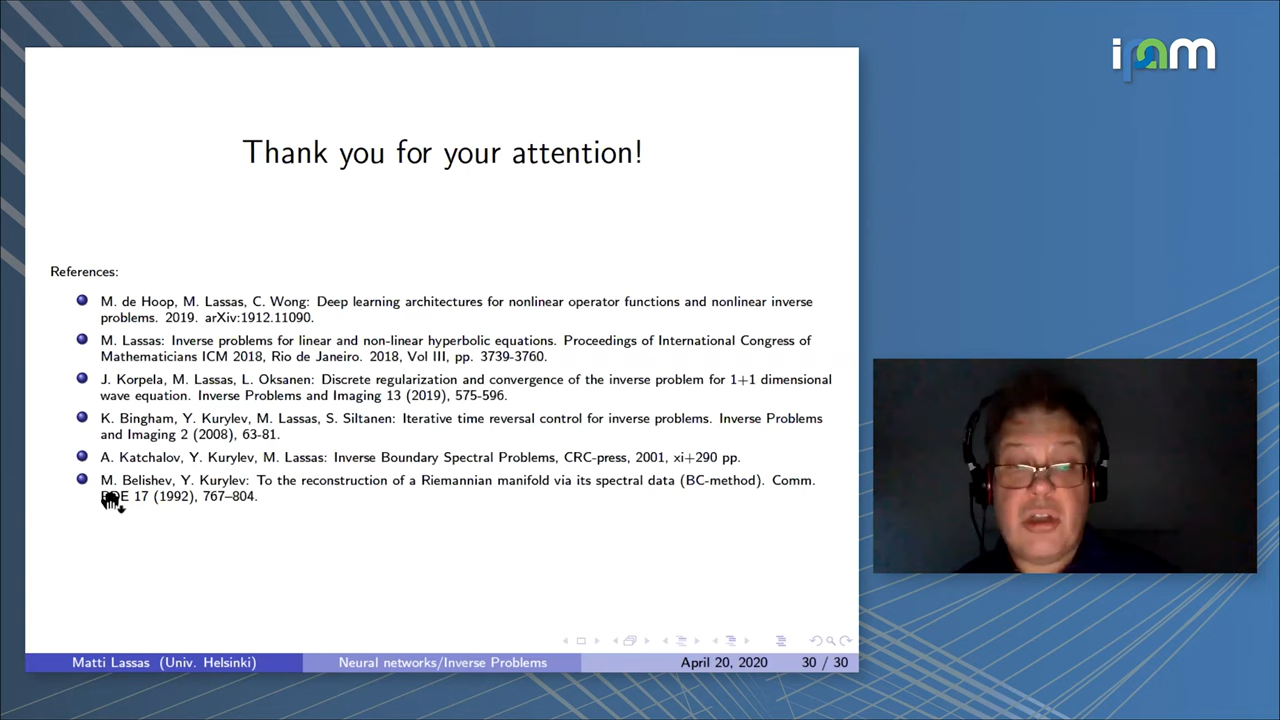 ipam
Thank you for your attention!
References:
M. de Hoop, M. Lassas, C. Wong: Deep learning architectures for nonlinear operator functions and nonlinear inverse
problems. 2019. arXiv:1912.11090.
M. Lassas: Inverse problems for linear and non-linear hyperbolic equations. Proceedings of International Congress of
Mathematicians ICM 2018, Rio de Janeiro. 2018, Vol III, pp. 3739-3760.
J. Korpela, M. Lassas, L. Oksanen: Discrete regularization and convergence of the inverse problem for 1+1 dimensional
wave equation. Inverse Problems and Imaging 13 (2019), 575-596.
K. Bingham, Y. Kurylev, M. Lassas, S. Siltanen: Iterative time reversal control for inverse problems. Inverse Problems
and Imaging 2 (2008), 63-81.
A. Katchalov, Y. Kurylev, M. Lassas: Inverse Boundary Spectral Problems, CRC-press, 2001, xi+290 pp.
M. Belishev, Y. Kurylev: To the reconstruction of a Riemannian manifold via its spectral data (BC-method). Comm.
PDE 17 (1992), 767–804.
Matti Lassas (Univ. Helsinki) Neural networks/Inverse Problems April 20, 2020 30 / 30